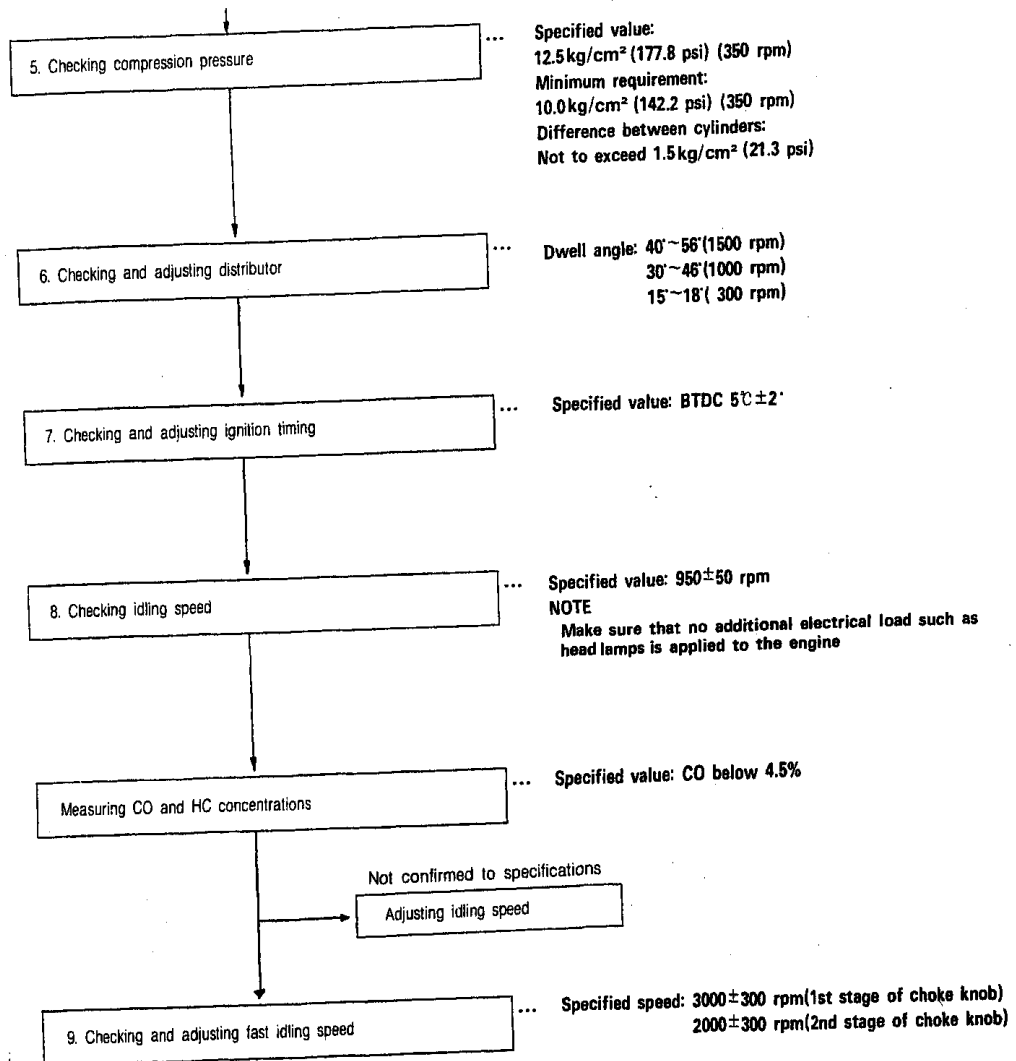 5. Checking compression pressure
...
Specified value:
12.5kg/cm² (177.8 psi) (350 rpm)
Minimum requirement:
10.0kg/cm² (142.2 psi) (350 rpm)
Difference between cylinders:
Not to exceed 1.5kg/cm² (21.3 psi)
6. Checking and adjusting distributor
...
Dwell angle: 40°~56°(1500 rpm)
30°~46°(1000 rpm)
15°~18°( 300 rpm)
7. Checking and adjusting ignition timing
...
Specified value: BTDC 5℃±2°
8. Checking idling speed
...
Specified value: 950±50 rpm
NOTE
Make sure that no additional electrical load such as
head lamps is applied to the engine
Measuring CO and HC concentrations
...
Specified value: CO below 4.5%
Not confirmed to specifications
Adjusting idling speed
9. Checking and adjusting fast idling speed
...
Specified speed: 3000±300 rpm(1st stage of choke knob)
2000±300 rpm(2nd stage of choke knob)